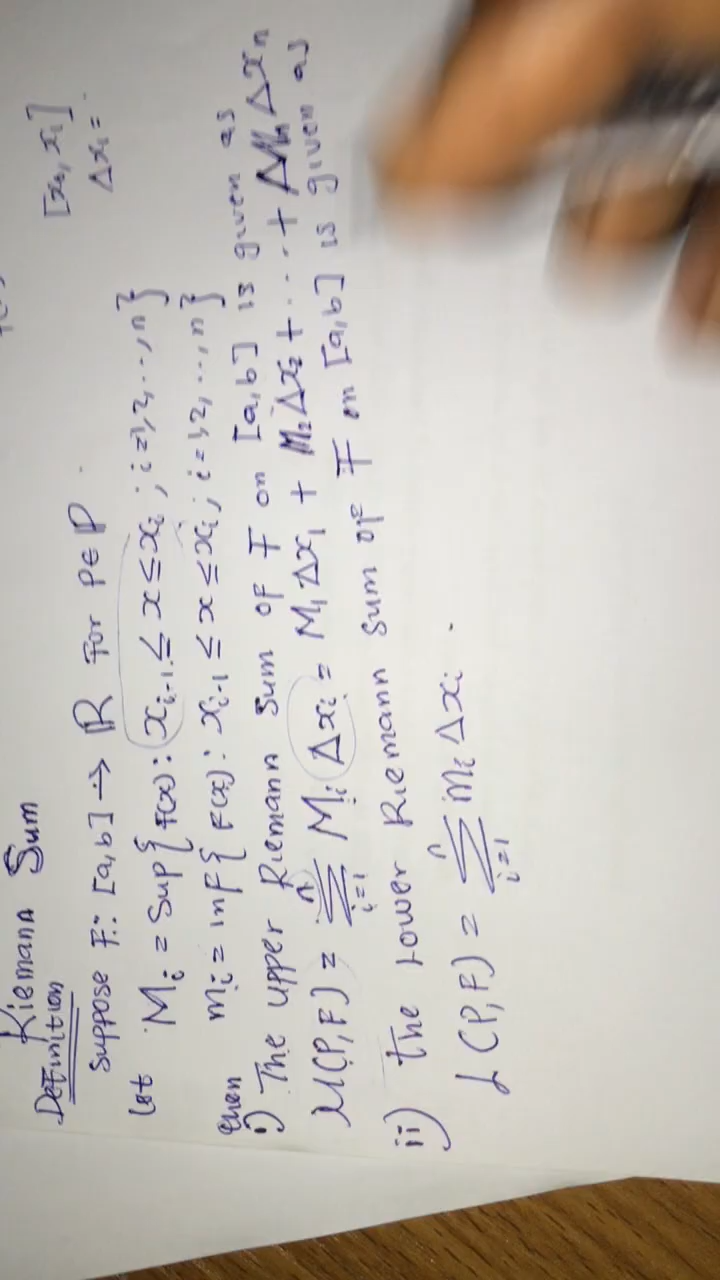 Riemann Sum
Definition
Suppose F: [a,b] → ℝ For P∈ℙ.
[x₀, x₁]
Δx₁ =
Let Mᵢ = Sup{ F(x) : xᵢ₋₁ ≤ x ≤ xᵢ ; i=1,2,...,n}
mᵢ = inf{ F(x) : xᵢ₋₁ ≤ x ≤ xᵢ ; i=1,2,...,n}
then
i) The upper Riemann Sum of F on [a,b] is given as
U(P,F) = ∑ⁿᵢ₌₁ Mᵢ Δxᵢ = M₁Δx₁ + M₂Δx₂ + .... + MₙΔxₙ
ii) the Lower Riemann Sum of F on [a,b] is given as
L(P,F) = ∑ⁿᵢ₌₁ mᵢ Δxᵢ .